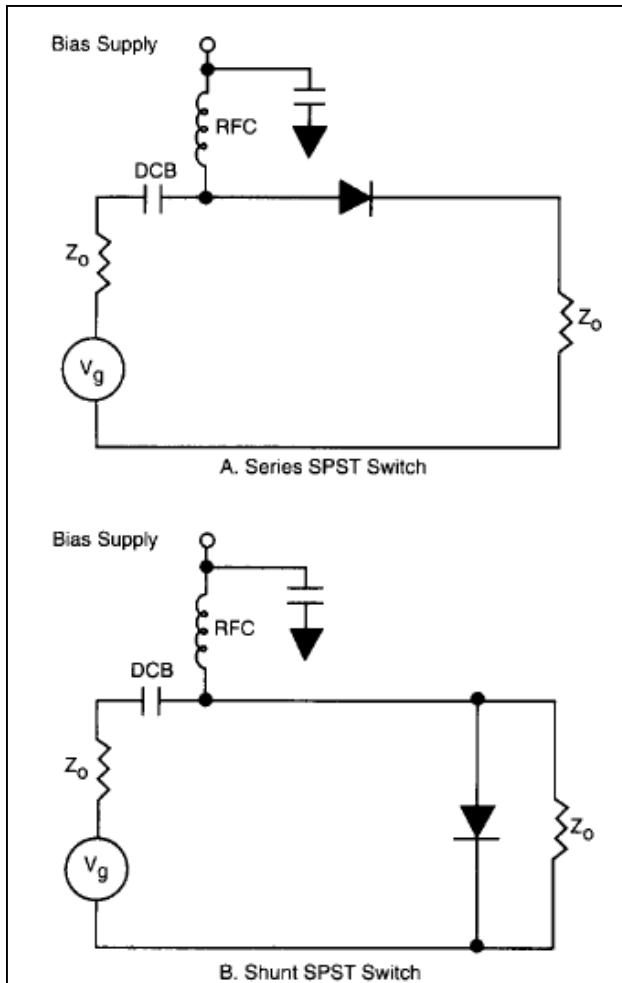 Bias Supply
RFC
DCB
Zo
Vg
Zo
A. Series SPST Switch
Bias Supply
RFC
DCB
Zo
Vg
Zo
B. Shunt SPST Switch